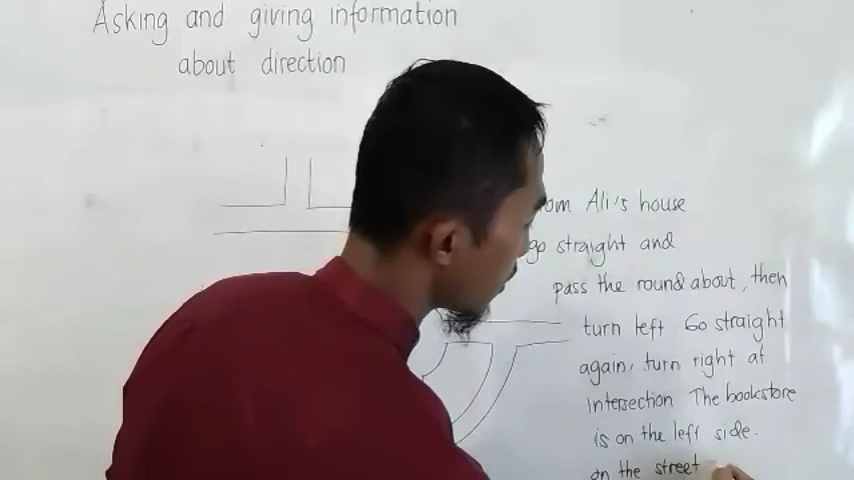 Asking and giving information
about direction
Ali's house
go straight and
pass the round about, then
turn left. Go straight
again, turn right at
Intersection The bookstore
is on the left side.
on the street